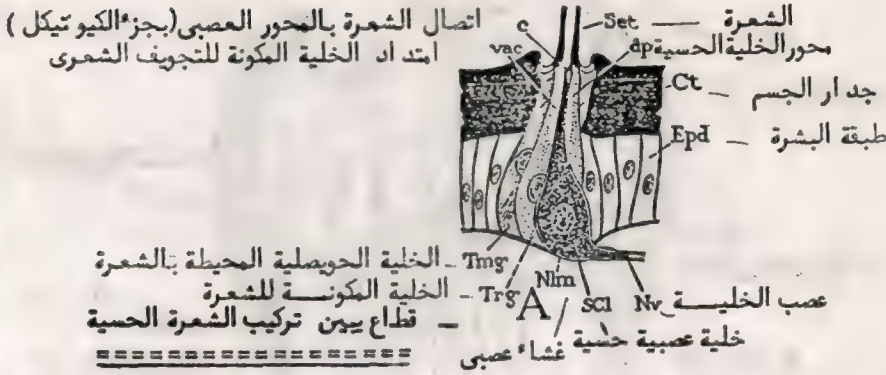 اتصال الشعرة بالمحور العصبى (بجزء الكيوتيكل)
امتداد الخلية المكونة للتجويف الشعرى
c
vac
Set
الشعرة
dp
محور الخلية الحسية
Ct
جدار الجسم
Epd
طبقة البشرة
Tmg
الخلية الحويصلية المحيطة بالشعرة
Trg
الخلية المكونة للشعرة
A
Nlm
غشاء عصبى
SCl
خلية عصبية حسية
Nv
عصب الخلية
قطاع يبين تركيب الشعرة الحسية